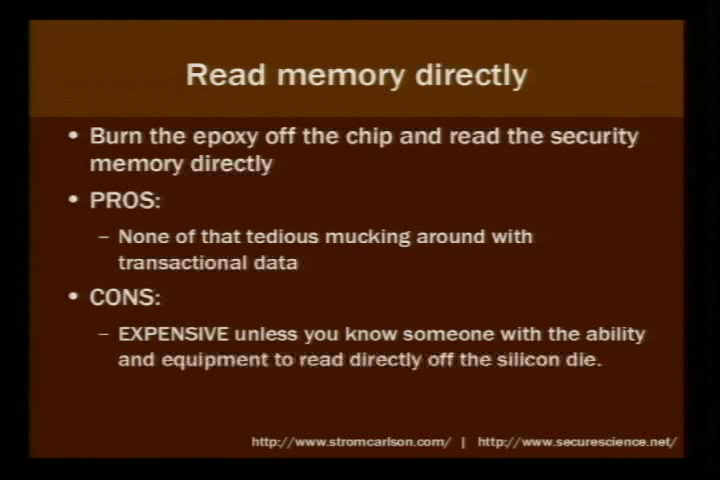 Read memory directly
• Burn the epoxy off the chip and read the security
memory directly
• PROS:
– None of that tedious mucking around with
transactional data
• CONS:
– EXPENSIVE unless you know someone with the ability
and equipment to read directly off the silicon die.
http://www.stromcarlson.com/ | http://www.securescience.net/